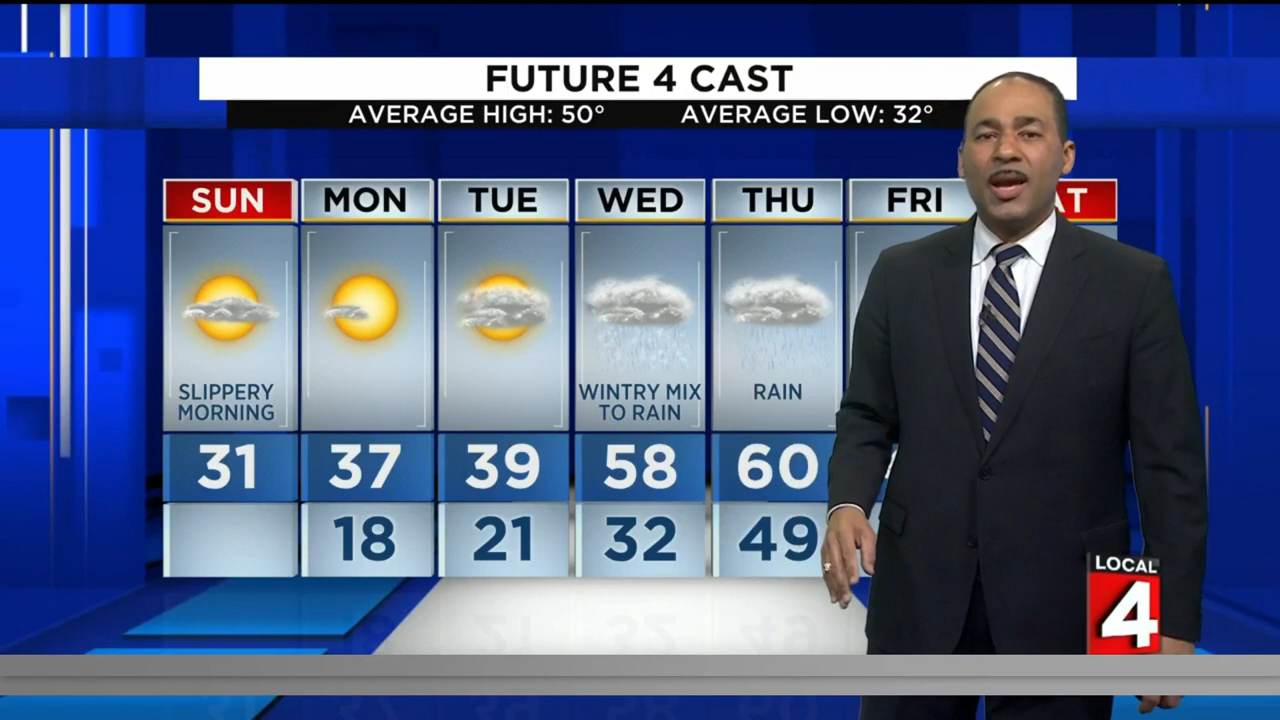 FUTURE 4 CAST
AVERAGE HIGH: 50° AVERAGE LOW: 32°
SUN MON TUE WED THU FRI
SLIPPERY MORNING
WINTRY MIX TO RAIN
RAIN
31 37 39 58 60
18 21 32 49
LOCAL
4